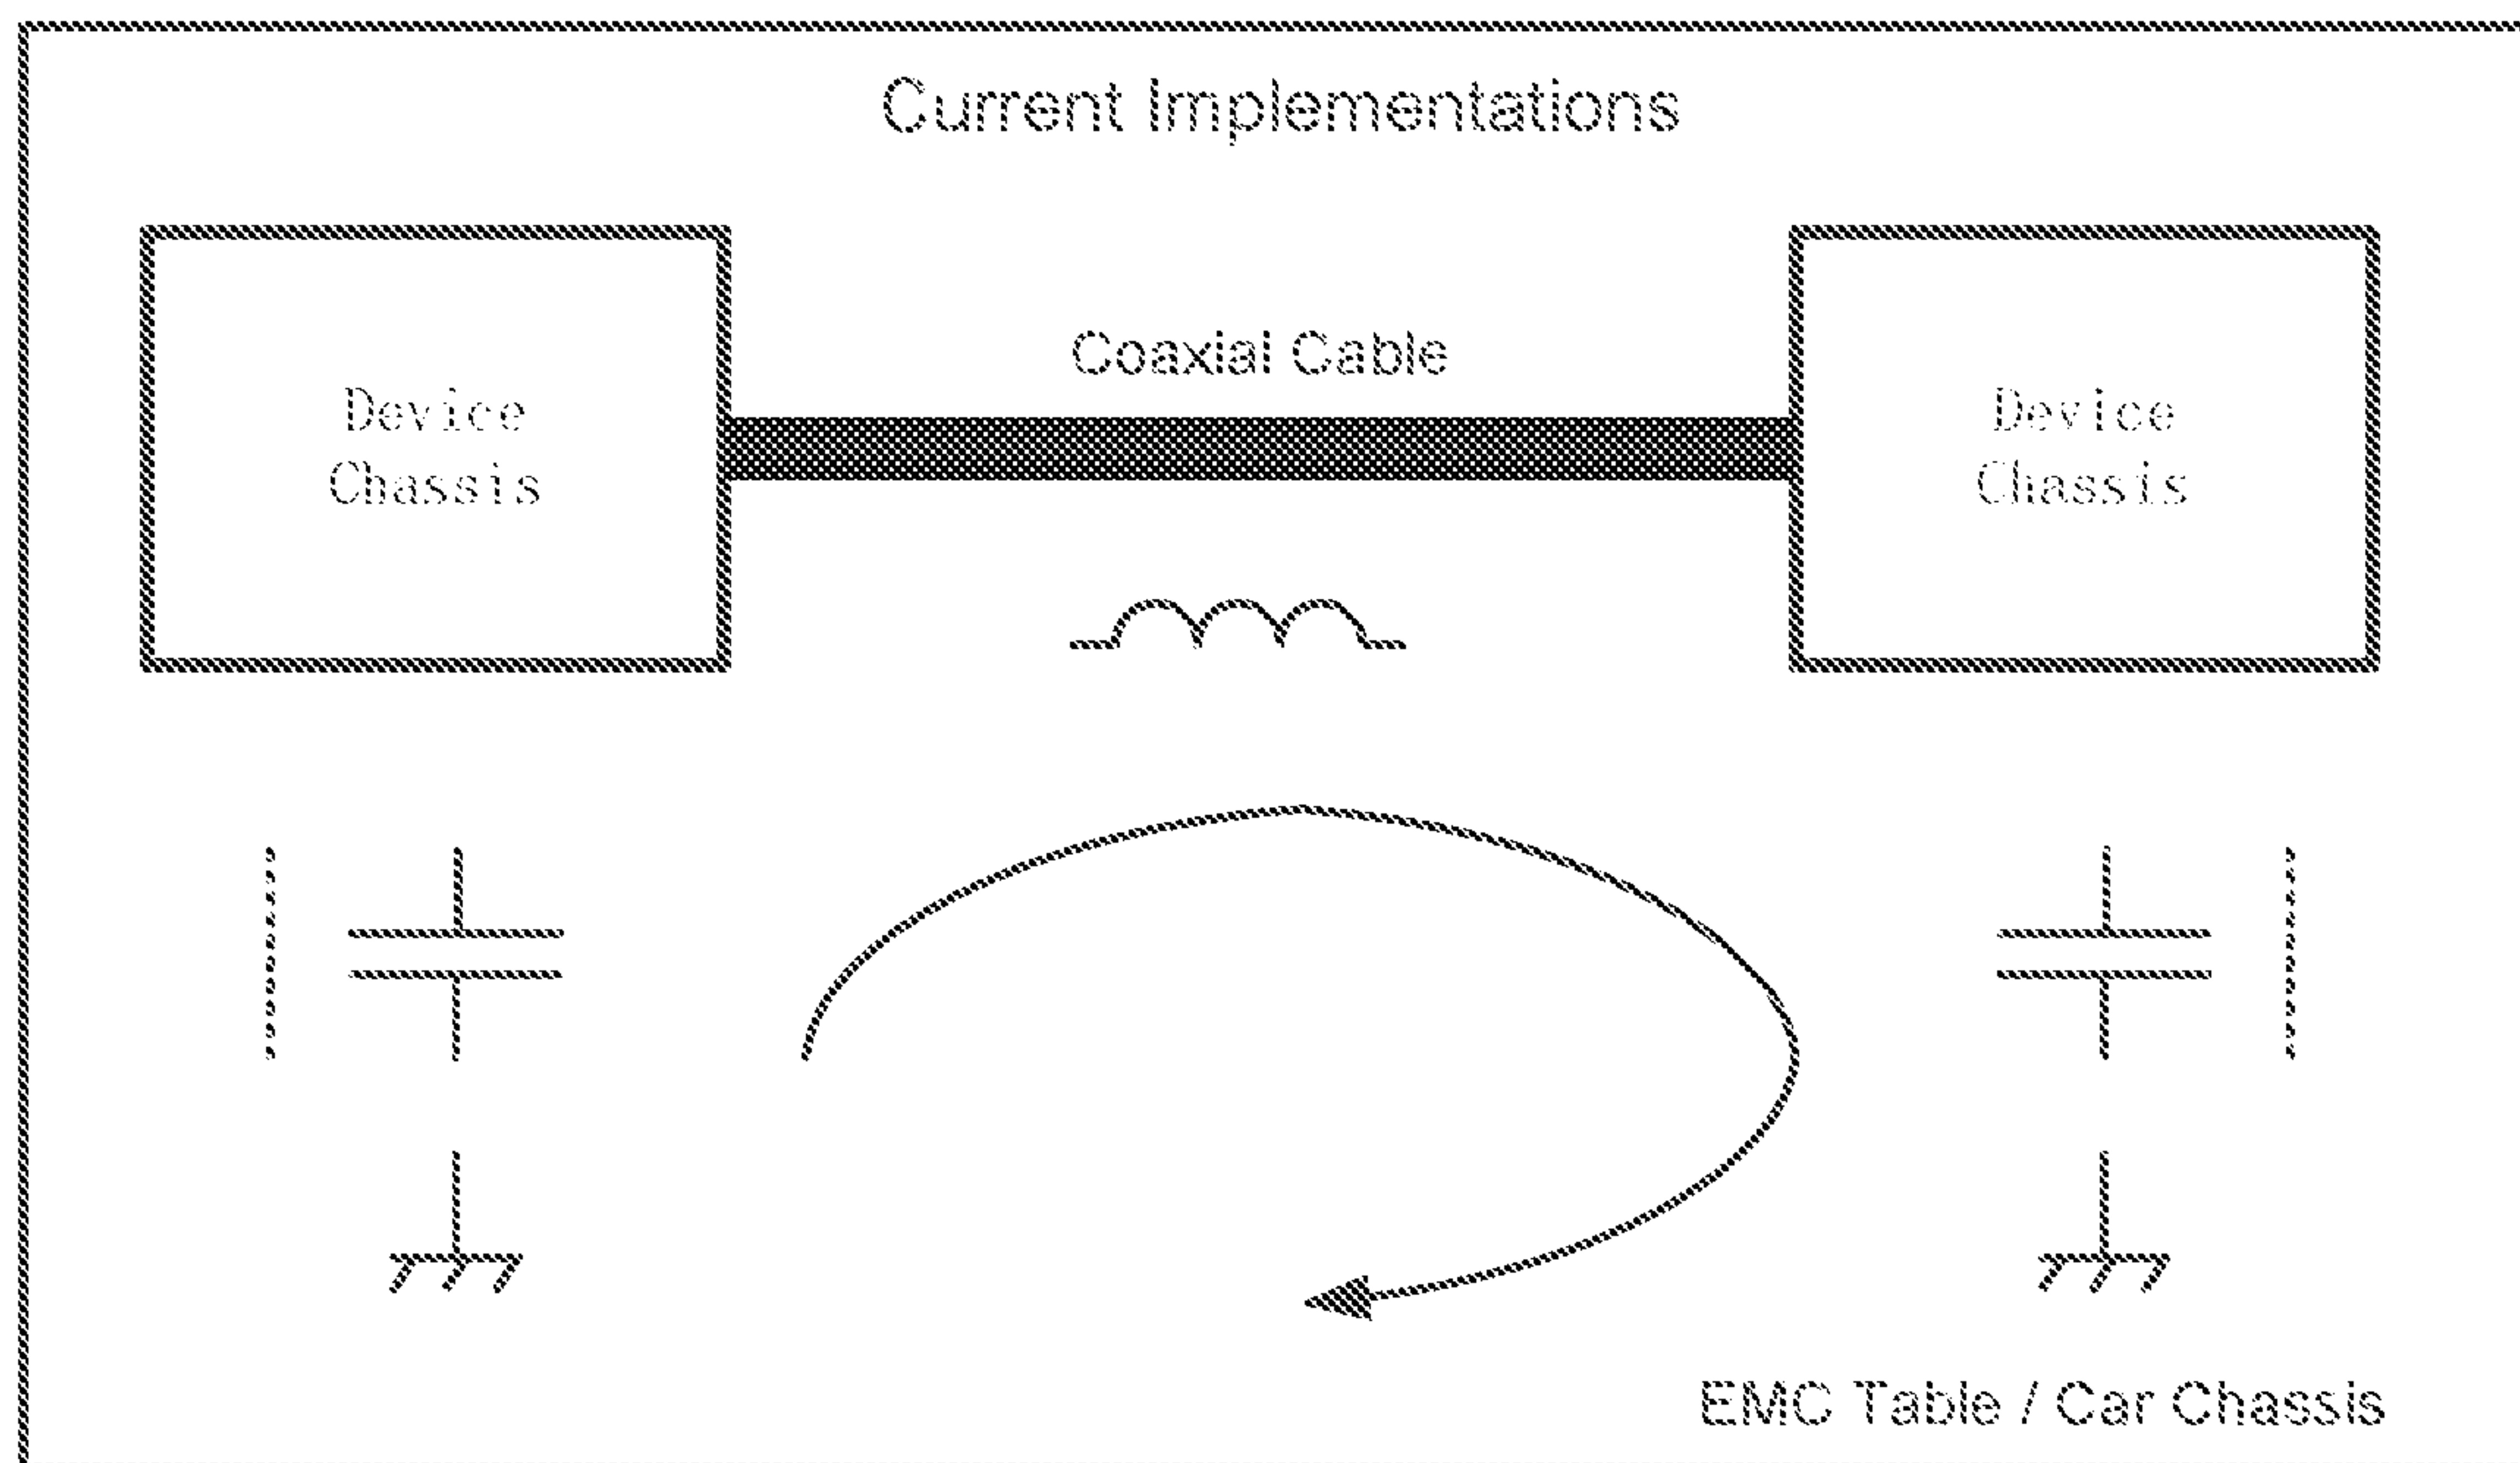 Current Implementations
Coaxial Cable
Device
Chassis
Device
Chassis
EMC Table / Car Chassis